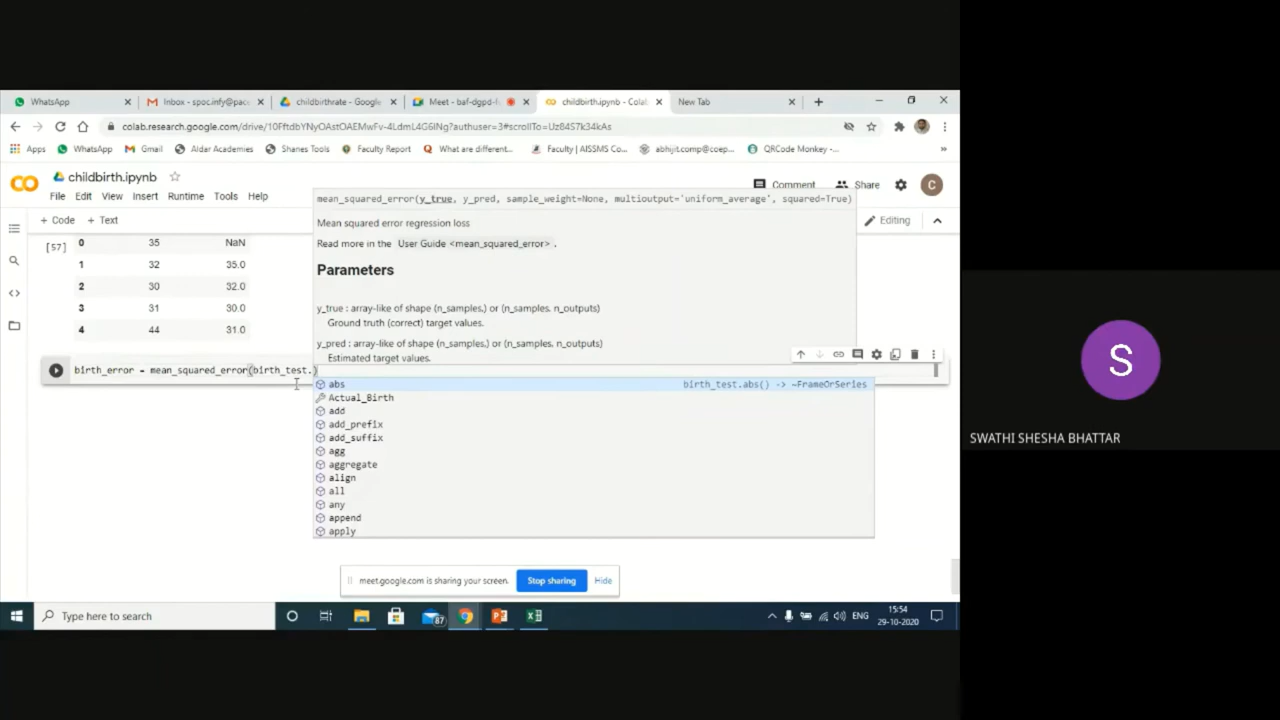 WhatsApp
Inbox - spoc.infy@pac
childbirthrate - Google
Meet - baf-dgpd-l
childbirth.ipynb - Colab
New Tab
colab.research.google.com/drive/10FftdbYNyOAstOAEMwFv-4LdmL4G6INg?authuser=3#scrollTo=Uz84S7k34kAs
Apps WhatsApp Gmail Aldar Academies Shanes Tools Faculty Report What are different... Faculty | AISSMS Co... abhijit.comp@coep... QRCode Monkey -...
childbirth.ipynb
Comment Share C
File Edit View Insert Runtime Tools Help
+ Code + Text
Editing
mean_squared_error(y_true, y_pred, sample_weight=None, multioutput='uniform_average', squared=True)
Mean squared error regression loss
Read more in the User Guide <mean_squared_error> .
Parameters
y_true : array-like of shape (n_samples,) or (n_samples, n_outputs)
Ground truth (correct) target values.
y_pred : array-like of shape (n_samples,) or (n_samples, n_outputs)
Estimated target values.
[57]
0 35 NaN
1 32 35.0
2 30 32.0
3 31 30.0
4 44 31.0
birth_error = mean_squared_error(birth_test.)
abs birth_test.abs() -> ~FrameOrSeries
Actual_Birth
add
add_prefix
add_suffix
agg
aggregate
align
all
any
append
apply
meet.google.com is sharing your screen. Stop sharing Hide
Type here to search
87
ENG
15:54
29-10-2020
S
SWATHI SHESHA BHATTAR